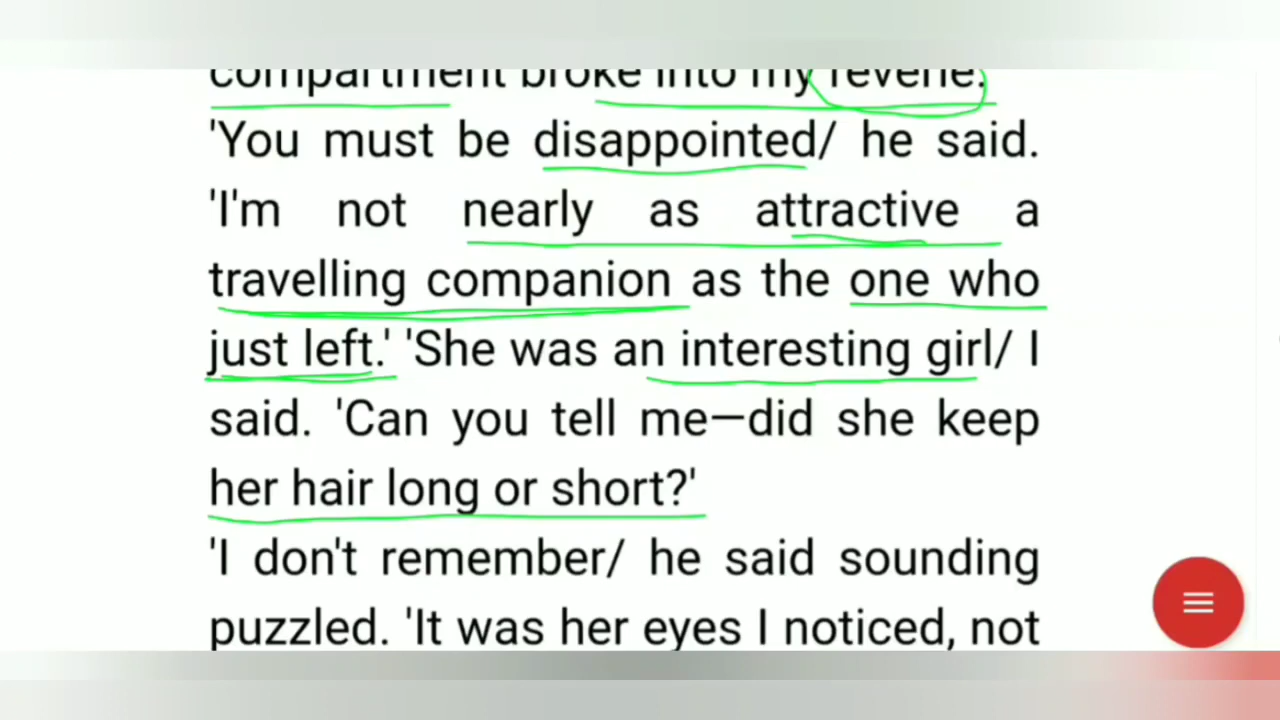 compartment broke into my reverie.
'You must be disappointed/ he said.
'I'm not nearly as attractive a
travelling companion as the one who
just left.' 'She was an interesting girl/ I
said. 'Can you tell me—did she keep
her hair long or short?'
'I don't remember/ he said sounding
puzzled. 'It was her eyes I noticed, not